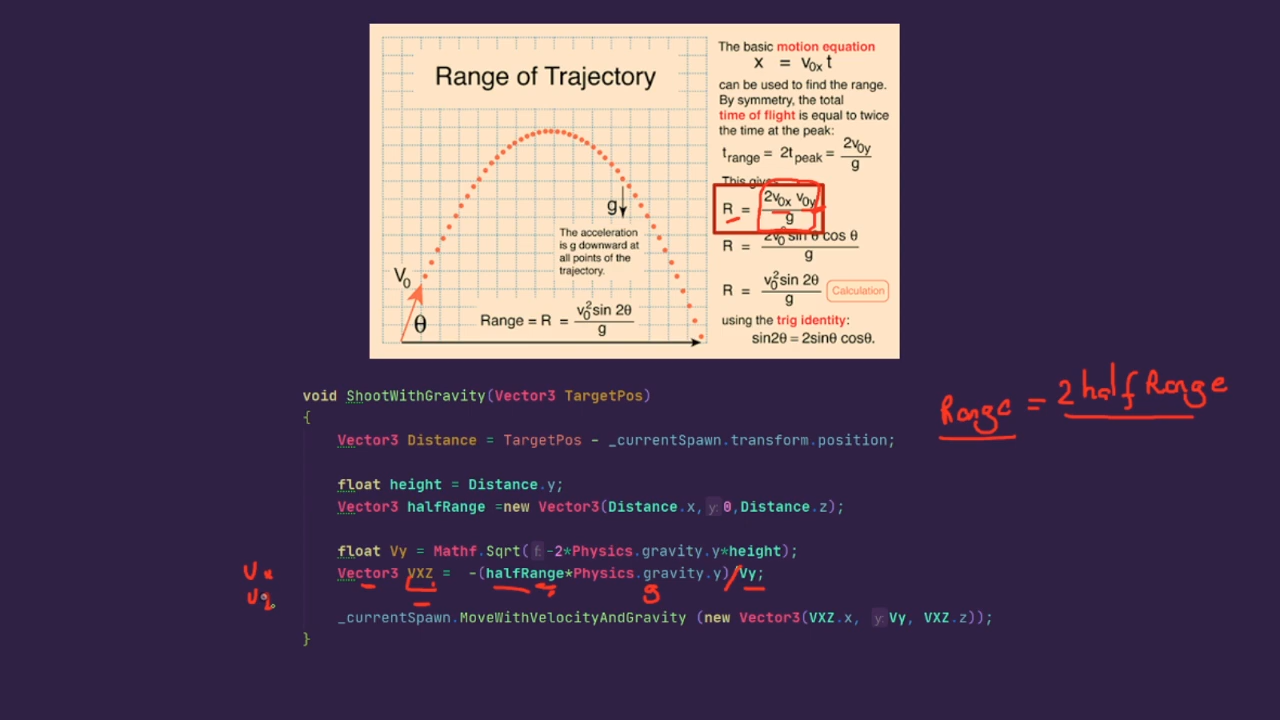 Range of Trajectory
The basic motion equation
x = v0x t
can be used to find the range.
By symmetry, the total
time of flight is equal to twice
the time at the peak:
trange = 2tpeak = 2v0y / g
This gives
R = 2v0x v0y / g
R = 2v0² sin θ cos θ / g
R = v0² sin 2θ / g
Calculation
using the trig identity:
sin2θ = 2sinθ cosθ.
g
The acceleration
is g downward at
all points of the
trajectory.
V0
θ
Range = R = v0² sin 2θ / g
Range = 2 half Range
void ShootWithGravity(Vector3 TargetPos)
{
Vector3 Distance = TargetPos - _currentSpawn.transform.position;
float height = Distance.y;
Vector3 halfRange =new Vector3(Distance.x, y: 0,Distance.z);
float Vy = Mathf.Sqrt( f: -2*Physics.gravity.y*height);
Vector3 VXZ = -(halfRange*Physics.gravity.y)/Vy;
g
Vx
Vz
_currentSpawn.MoveWithVelocityAndGravity (new Vector3(VXZ.x, y: Vy, VXZ.z));
}